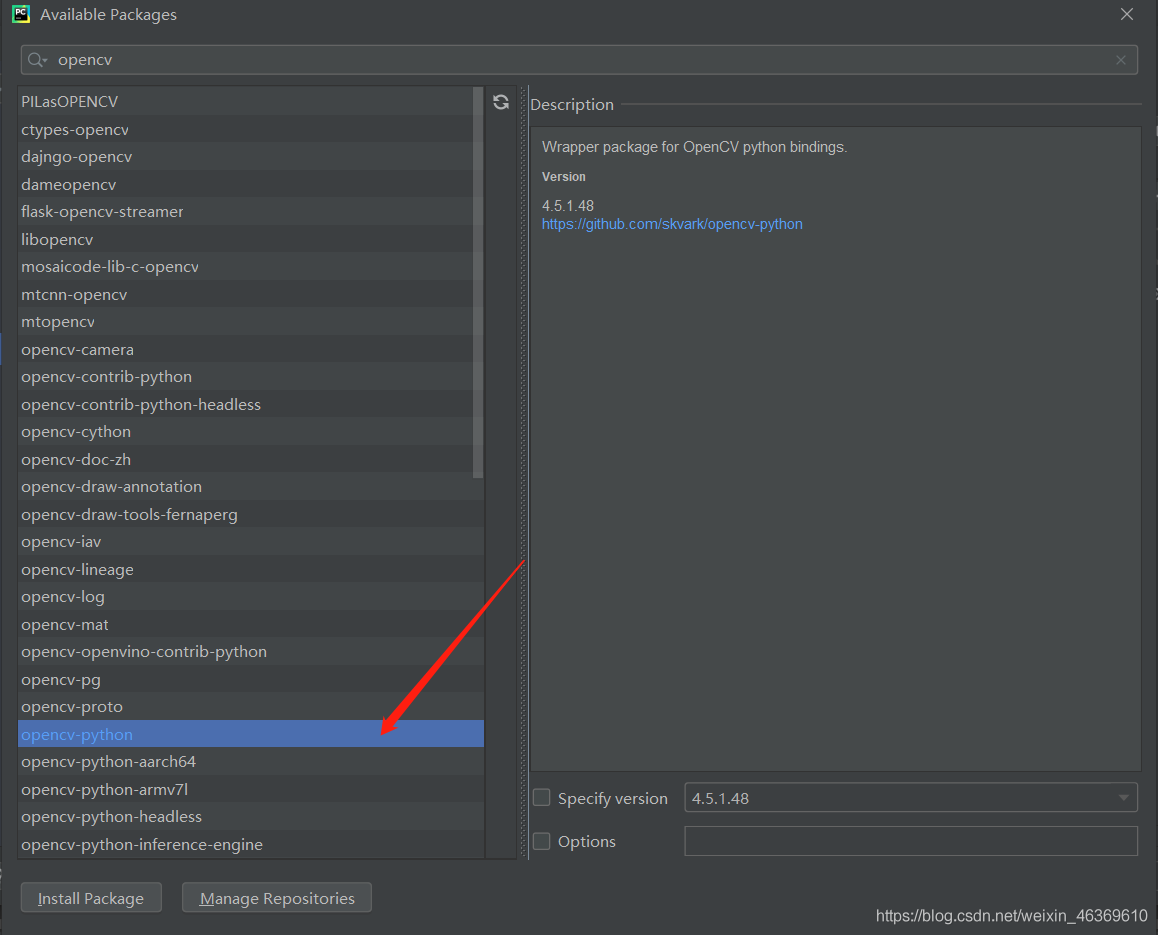 PC
Available Packages
opencv
PILasOPENCV
ctypes-opencv
dajngo-opencv
dameopencv
flask-opencv-streamer
libopencv
mosaicode-lib-c-opencv
mtcnn-opencv
mtopencv
opencv-camera
opencv-contrib-python
opencv-contrib-python-headless
opencv-cython
opencv-doc-zh
opencv-draw-annotation
opencv-draw-tools-fernaperg
opencv-iav
opencv-lineage
opencv-log
opencv-mat
opencv-openvino-contrib-python
opencv-pg
opencv-proto
opencv-python
opencv-python-aarch64
opencv-python-armv7l
opencv-python-headless
opencv-python-inference-engine
Description
Wrapper package for OpenCV python bindings.
Version
4.5.1.48
https://github.com/skvark/opencv-python
Specify version 4.5.1.48
Options
Install Package Manage Repositories
https://blog.csdn.net/weixin_46369610